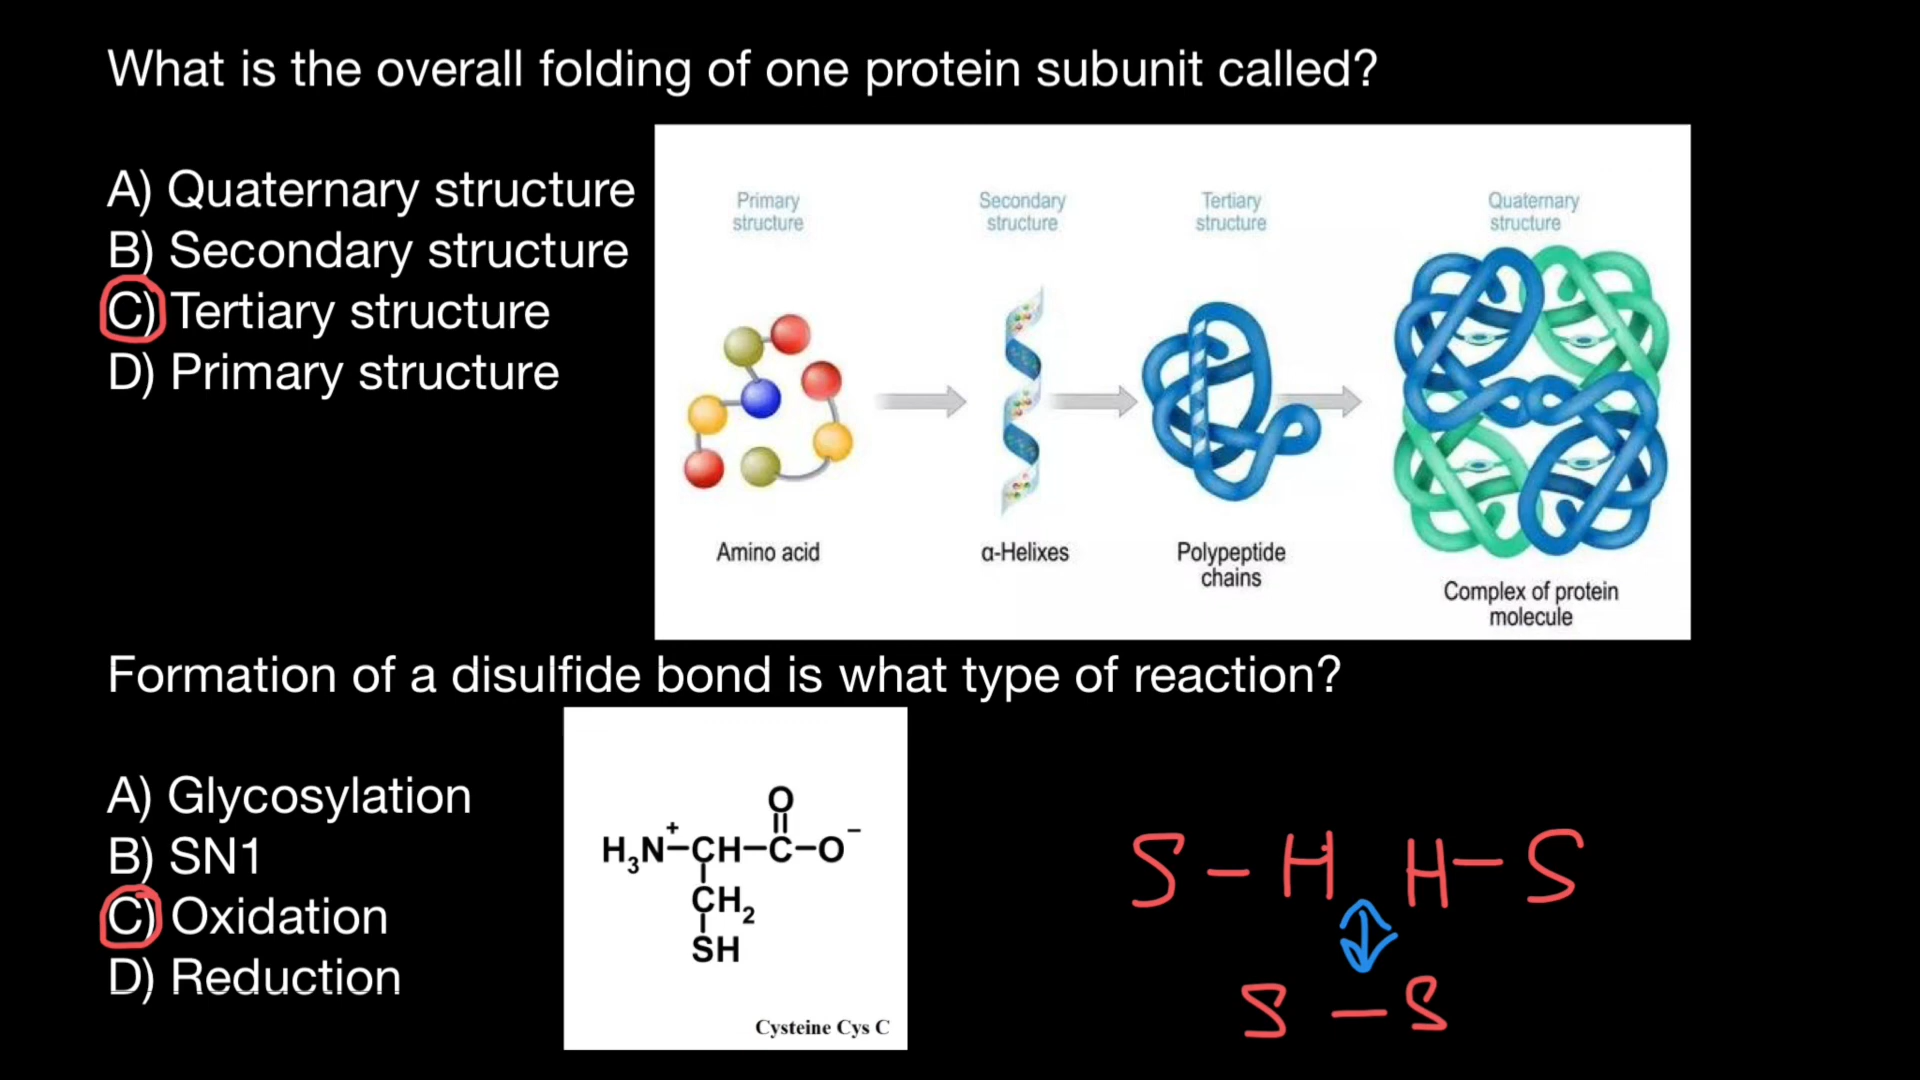 What is the overall folding of one protein subunit called?
A) Quaternary structure
B) Secondary structure
C) Tertiary structure
D) Primary structure
Primary structure
Secondary structure
Tertiary structure
Quaternary structure
Amino acid
α-Helixes
Polypeptide chains
Complex of protein molecule
Formation of a disulfide bond is what type of reaction?
A) Glycosylation
B) SN1
C) Oxidation
D) Reduction
O
H₃N⁺–CH–C–O⁻
CH₂
SH
Cysteine Cys C
S – H H – S
S – S